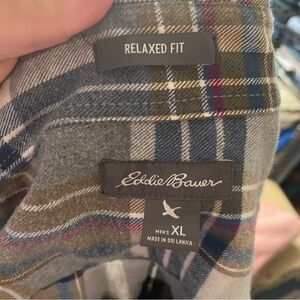 RELAXED FIT
Eddie Bauer
MEN'S XL
MADE IN SRI LANKA